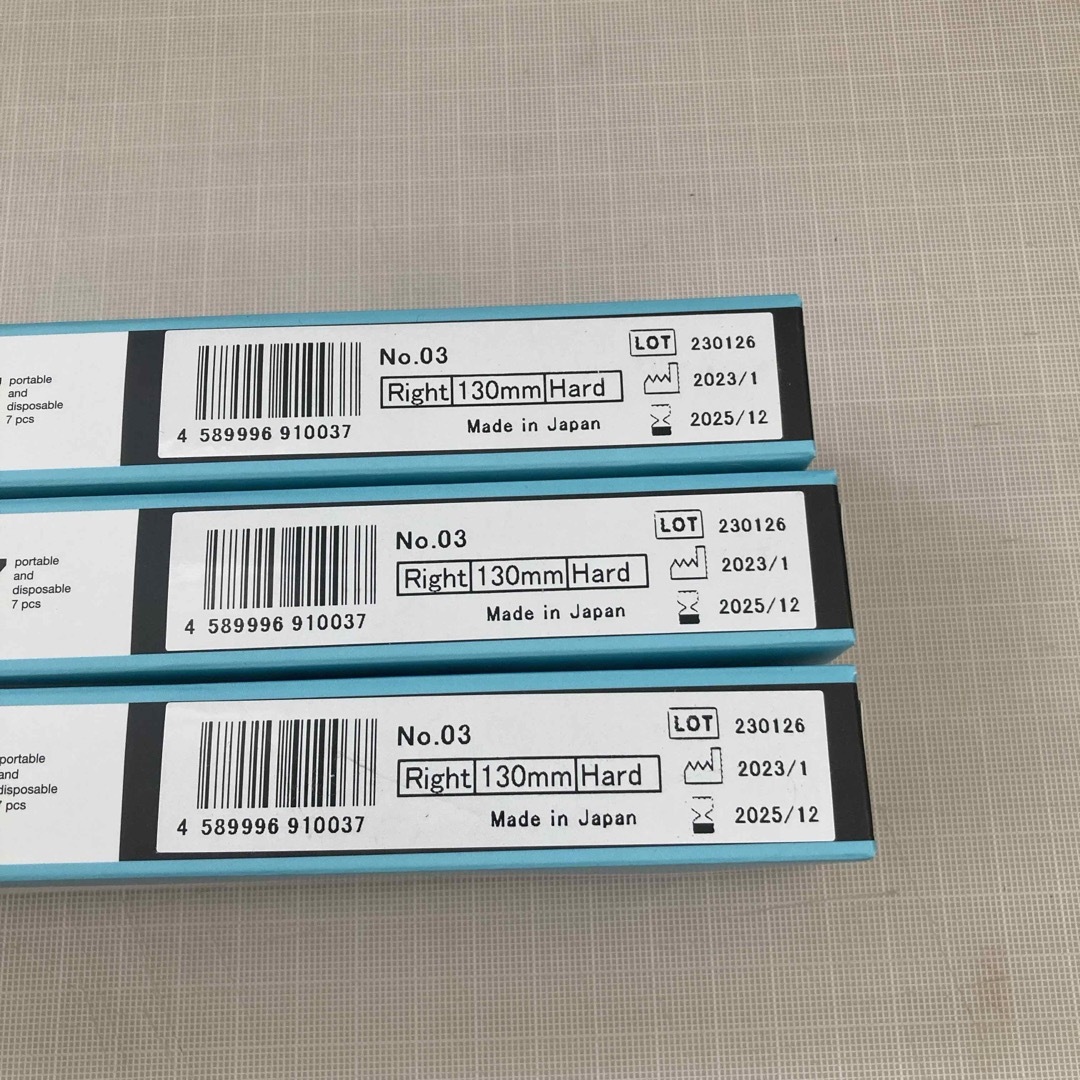 portable
and
disposable
7 pcs
No.03
Right 130mm Hard
Made in Japan
4 589996 910037
LOT 230126
2023/1
2025/12
portable
and
disposable
7 pcs
No.03
Right 130mm Hard
Made in Japan
4 589996 910037
LOT 230126
2023/1
2025/12
portable
and
disposable
pcs
No.03
Right 130mm Hard
Made in Japan
4 589996 910037
LOT 230126
2023/1
2025/12